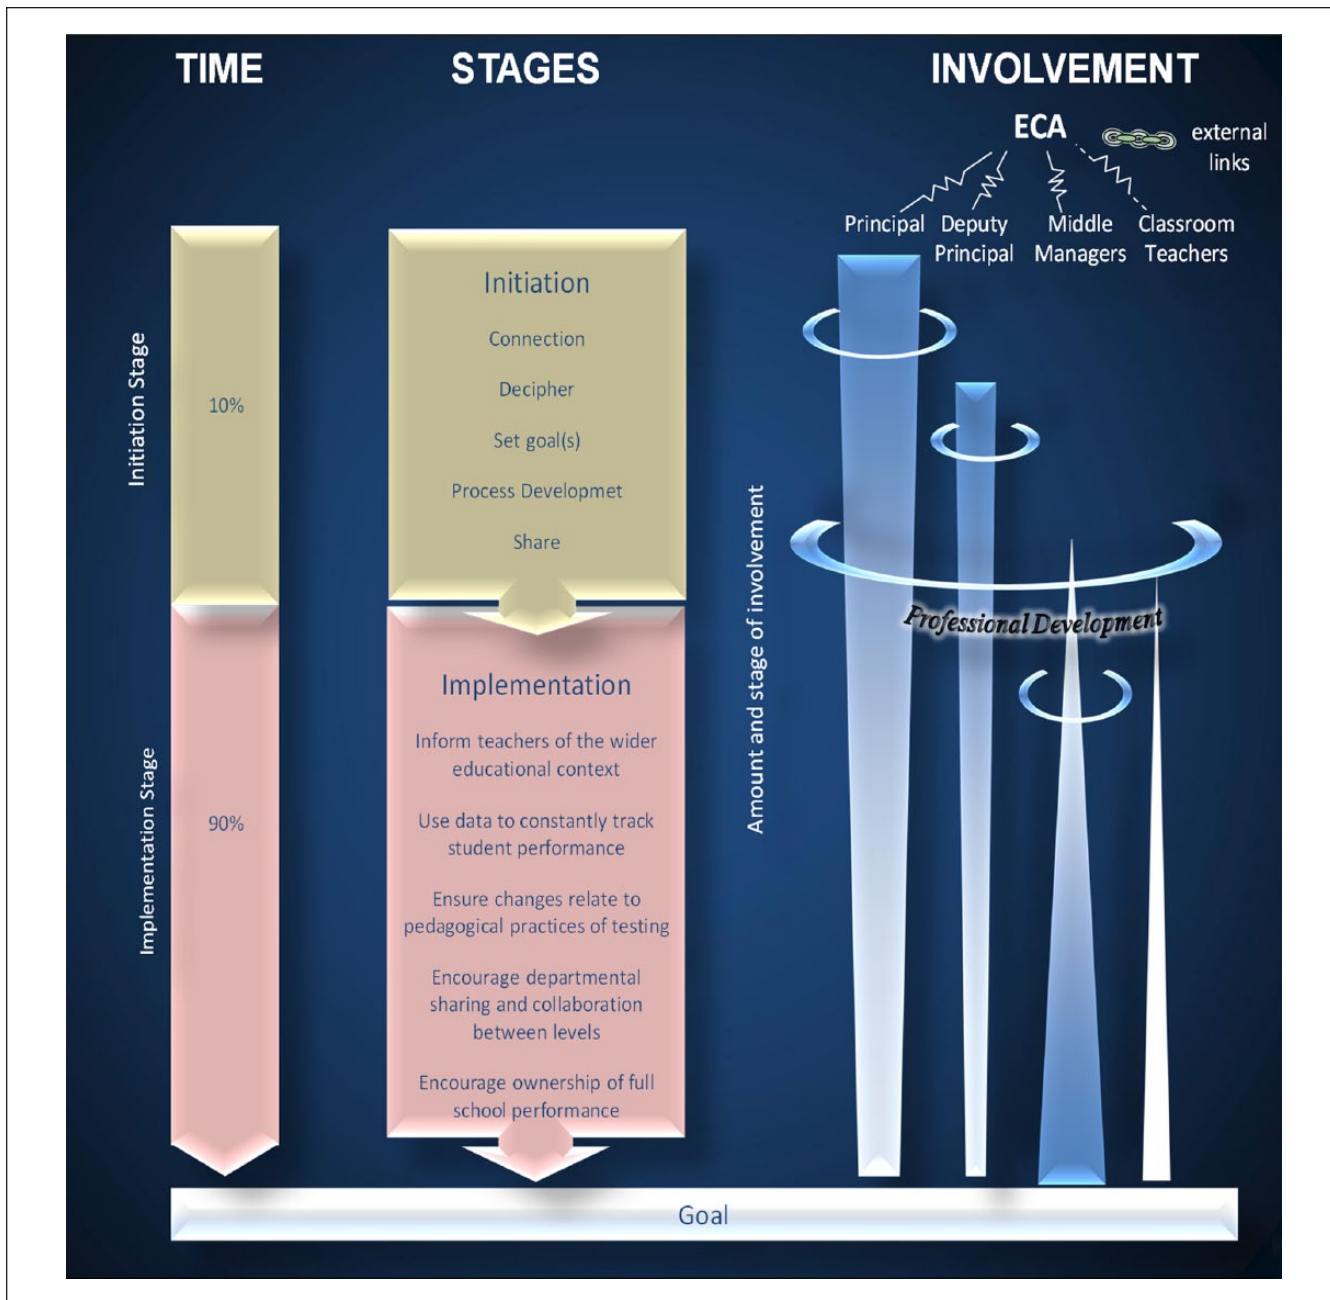 TIME
STAGES
INVOLVEMENT
ECA
external
links
Principal
Deputy
Principal
Middle
Managers
Classroom
Teachers
Initiation Stage
10%
Initiation
Connection
Decipher
Set goal(s)
Process Developmet
Share
Amount and stage of involvement
Professional Development
Implementation Stage
90%
Implementation
Inform teachers of the wider
educational context
Use data to constantly track
student performance
Ensure changes relate to
pedagogical practices of testing
Encourage departmental
sharing and collaboration
between levels
Encourage ownership of full
school performance
Goal